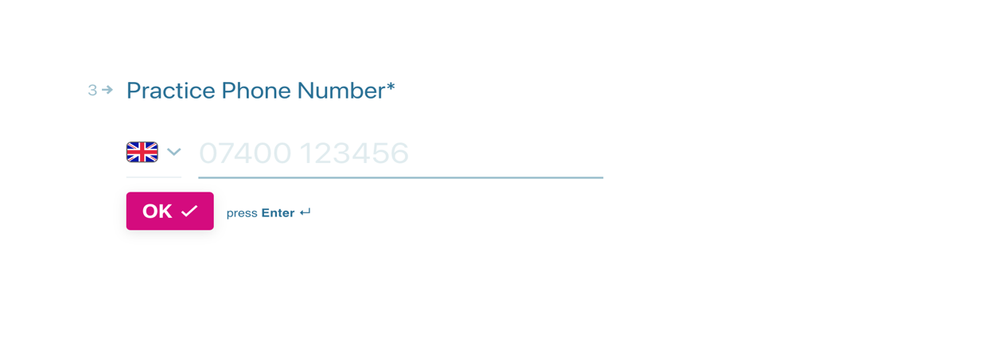 3 → Practice Phone Number*
07400 123456
OK ✓ press Enter ↵